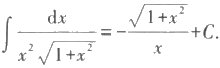 ∫ dx / (x² √(1+x²)) = − √(1+x²) / x + C.